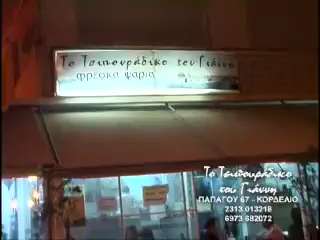 Το Τσιπουράδικο του Γιάννη
φρέσκα ψάρια
Το Τσιπουράδικο
του Γιάννη
ΠΑΠΑΓΟΥ 67 - ΚΟΡΔΕΛΙΟ
2313 013218
6973 682072